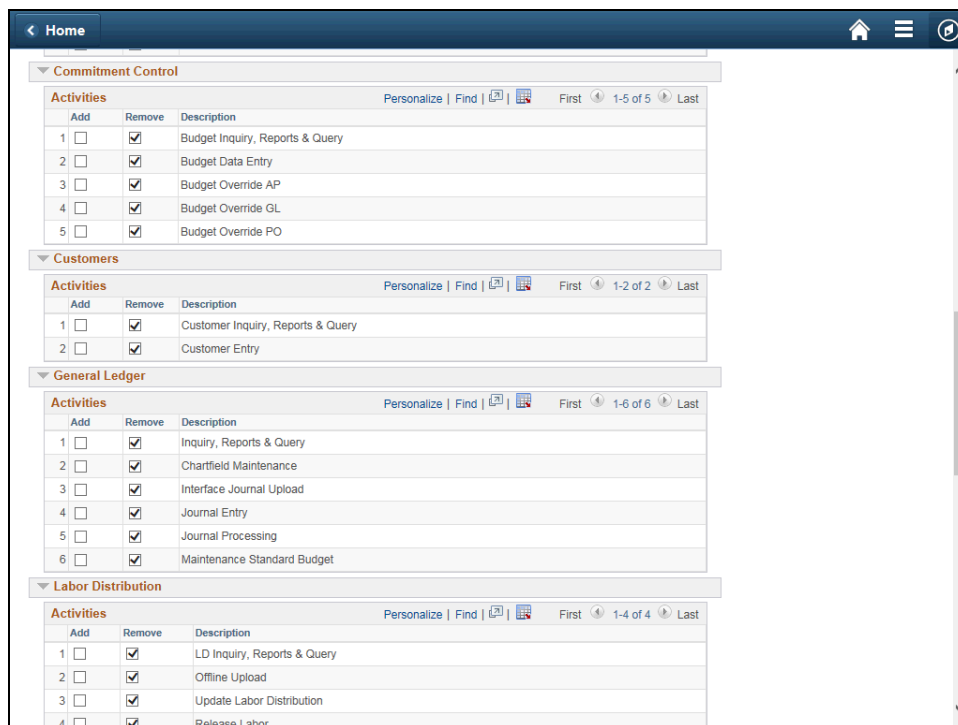 Home
Commitment Control
Activities Personalize | Find | | First 1-5 of 5 Last
Add Remove Description
1 Budget Inquiry, Reports & Query
2 Budget Data Entry
3 Budget Override AP
4 Budget Override GL
5 Budget Override PO
Customers
Activities Personalize | Find | | First 1-2 of 2 Last
Add Remove Description
1 Customer Inquiry, Reports & Query
2 Customer Entry
General Ledger
Activities Personalize | Find | | First 1-6 of 6 Last
Add Remove Description
1 Inquiry, Reports & Query
2 Chartfield Maintenance
3 Interface Journal Upload
4 Journal Entry
5 Journal Processing
6 Maintenance Standard Budget
Labor Distribution
Activities Personalize | Find | | First 1-4 of 4 Last
Add Remove Description
1 LD Inquiry, Reports & Query
2 Offline Upload
3 Update Labor Distribution
4 Release Labor